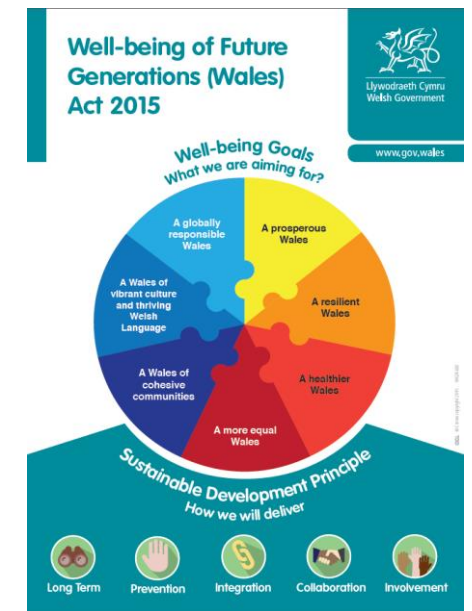 Well-being of Future
Generations (Wales)
Act 2015
Llywodraeth Cymru
Welsh Government
www.gov.wales
Well-being Goals
What we are aiming for?
A globally
responsible
Wales
A prosperous
Wales
A Wales of
vibrant culture
and thriving
Welsh
Language
A resilient
Wales
A Wales of
cohesive
communities
A healthier
Wales
A more equal
Wales
Sustainable Development Principle
How we will deliver
Long Term
Prevention
Integration
Collaboration
Involvement